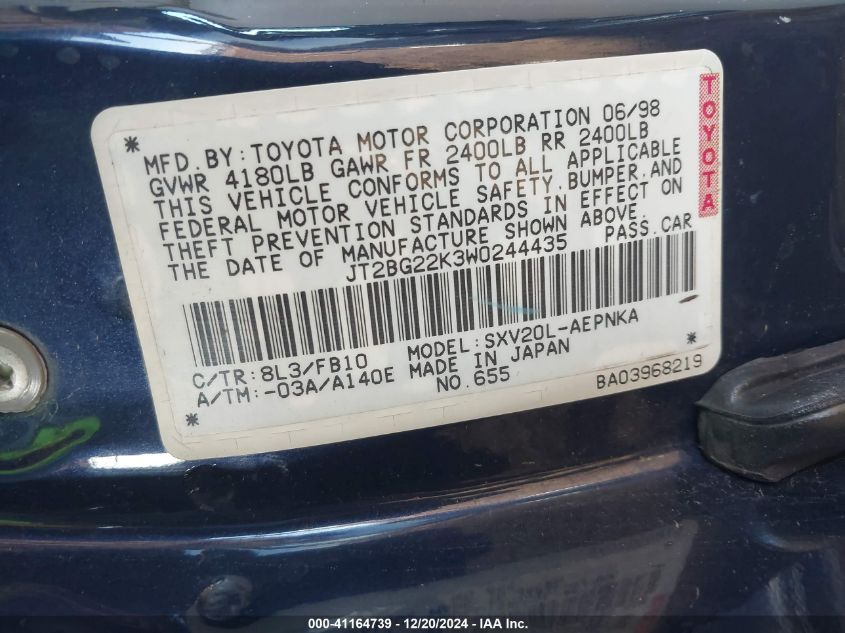 MFD. BY: TOYOTA MOTOR CORPORATION 06/98
GVWR 4180LB GAWR FR 2400LB RR 2400LB
THIS VEHICLE CONFORMS TO ALL APPLICABLE
FEDERAL MOTOR VEHICLE SAFETY, BUMPER, AND
THEFT PREVENTION STANDARDS IN EFFECT ON
THE DATE OF MANUFACTURE SHOWN ABOVE.
JT2BG22K3W0244435 PASS. CAR
TOYOTA
C/TR: 8L3/FB10 MODEL: SXV20L-AEPNKA
A/TM: -03A/A140E MADE IN JAPAN
NO. 655 BA03968219
000-41164739 - 12/20/2024 - IAAI Inc.